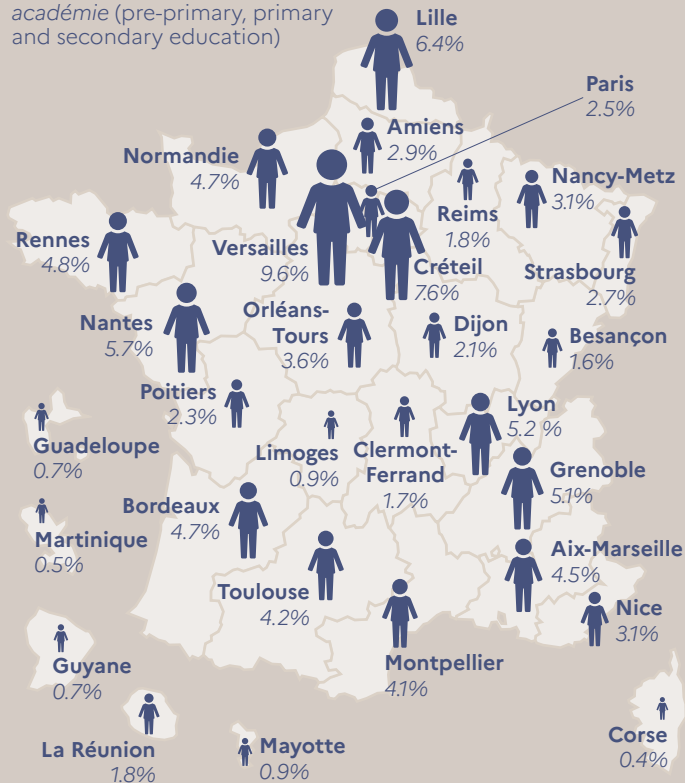 académie (pre-primary, primary
and secondary education)
Lille
6.4%
Paris
2.5%
Amiens
2.9%
Normandie
4.7%
Nancy-Metz
3.1%
Reims
1.8%
Rennes
4.8%
Versailles
9.6%
Créteil
7.6%
Strasbourg
2.7%
Nantes
5.7%
Orléans-
Tours
3.6%
Dijon
2.1%
Besançon
1.6%
Poitiers
2.3%
Lyon
5.2 %
Guadeloupe
0.7%
Limoges
0.9%
Clermont-
Ferrand
1.7%
Grenoble
5.1%
Bordeaux
4.7%
Martinique
0.5%
Aix-Marseille
4.5%
Toulouse
4.2%
Nice
3.1%
Montpellier
4.1%
Guyane
0.7%
La Réunion
1.8%
Mayotte
0.9%
Corse
0.4%